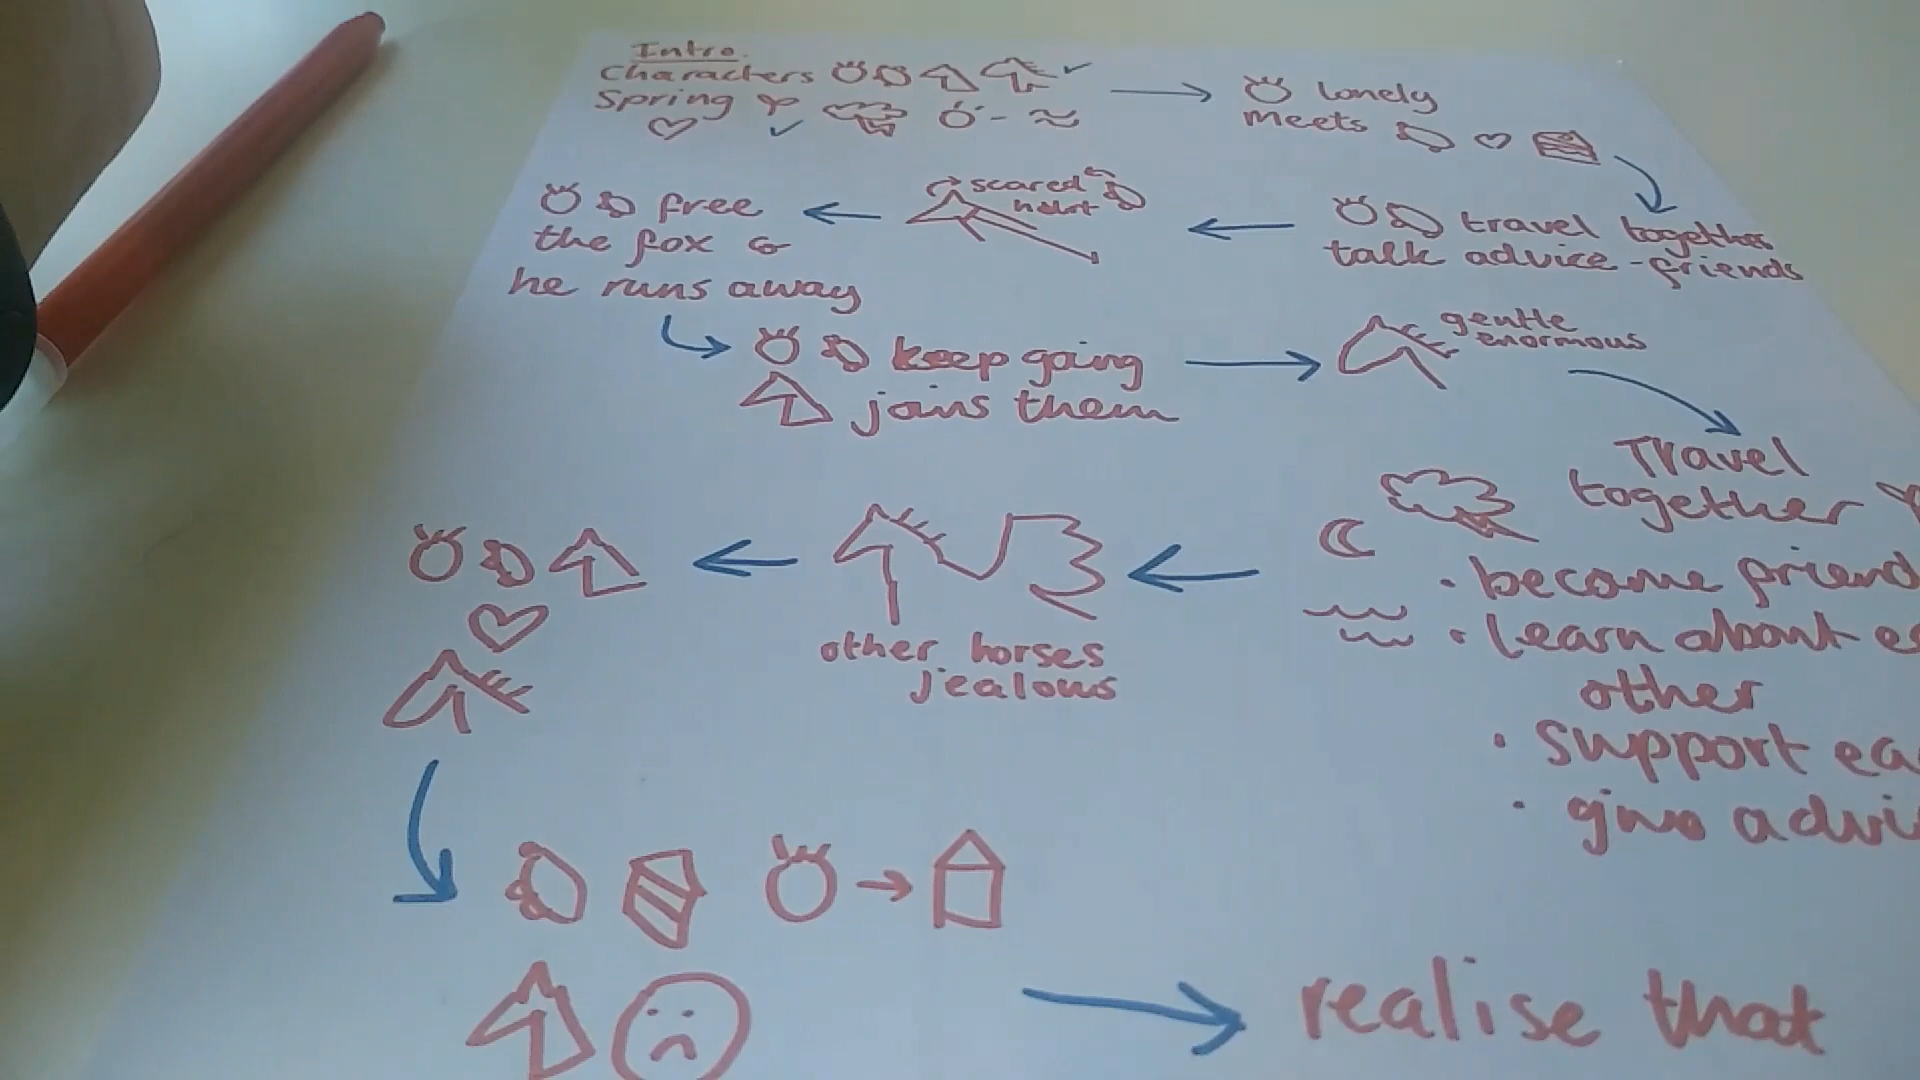 Intro.
Characters
Spring
lonely
meets
travel together
talk advice - friends
scared
hurt
free
the fox &
he runs away
keep going
joins them
gentle
enormous
Travel
together
• become friend
• learn about
other
• support ea
• give advi
other horses
jealous
realise that